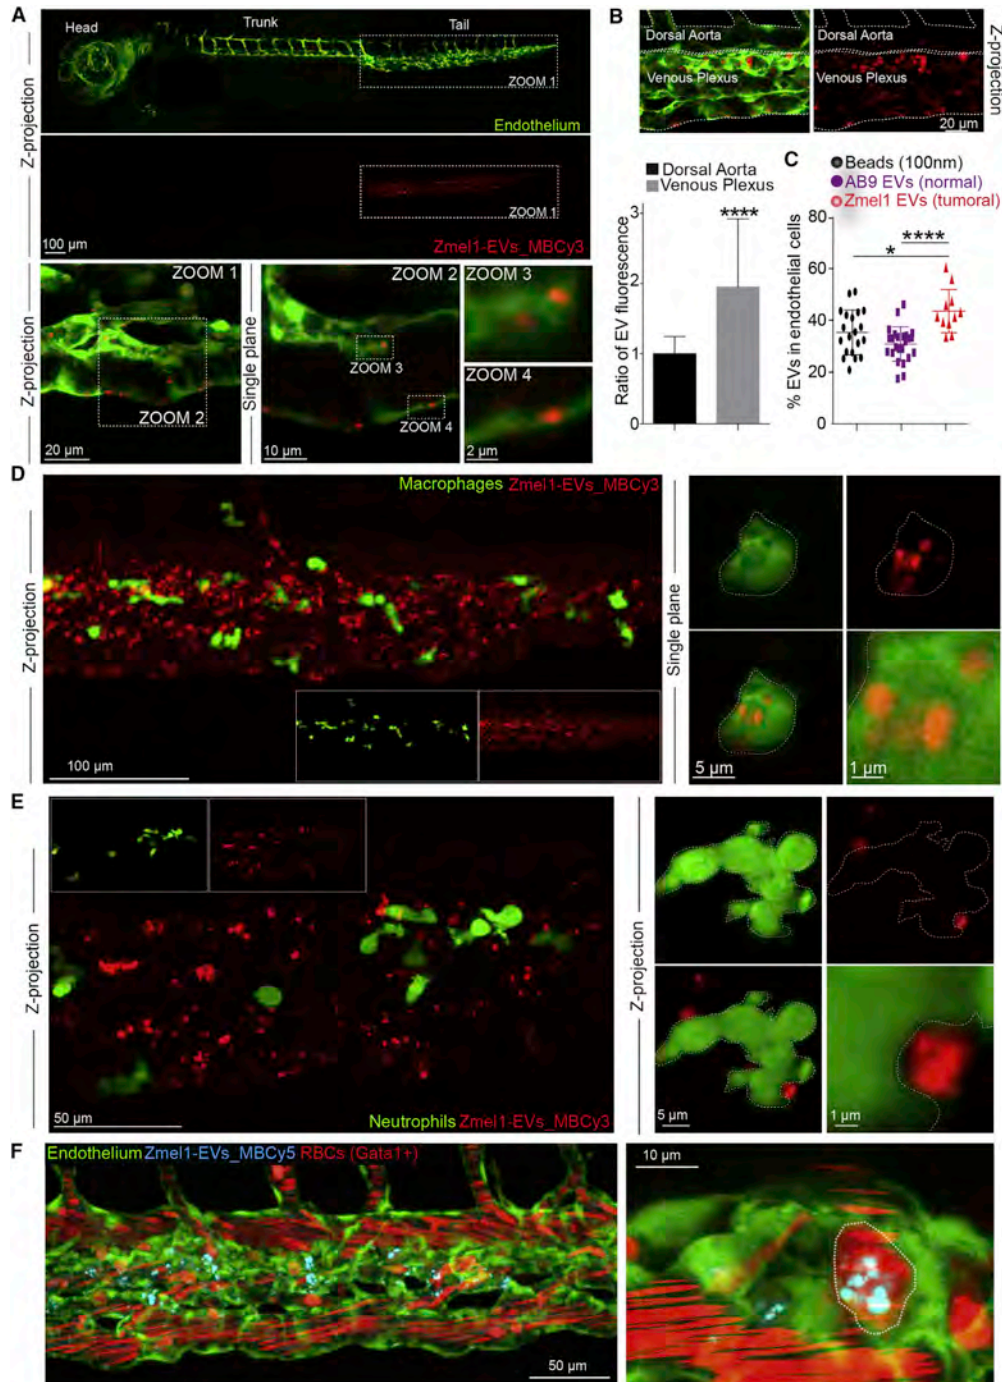 A
Head
Trunk
Tail
ZOOM 1
Endothelium
Z-projection
ZOOM 1
100 µm
Zmel1-EVs_MBCy3
Z-projection
ZOOM 1
ZOOM 2
20 µm
Single plane
ZOOM 2
ZOOM 3
ZOOM 4
10 µm
ZOOM 3
ZOOM 4
2 µm
B
Dorsal Aorta
Venous Plexus
Dorsal Aorta
Venous Plexus
20 µm
Z-projection
Dorsal Aorta
Venous Plexus
Ratio of EV fluorescence
3
2
1
0
****
C
Beads (100nm)
AB9 EVs (normal)
Zmel1 EVs (tumoral)
% EVs in endothelial cells
80
60
40
20
0
****
*
D
Z-projection
Macrophages Zmel1-EVs_MBCy3
100 µm
Single plane
5 µm
1 µm
E
Z-projection
50 µm
Neutrophils Zmel1-EVs_MBCy3
Z-projection
5 µm
1 µm
F
Endothelium Zmel1-EVs_MBCy5 RBCs (Gata1+)
50 µm
10 µm